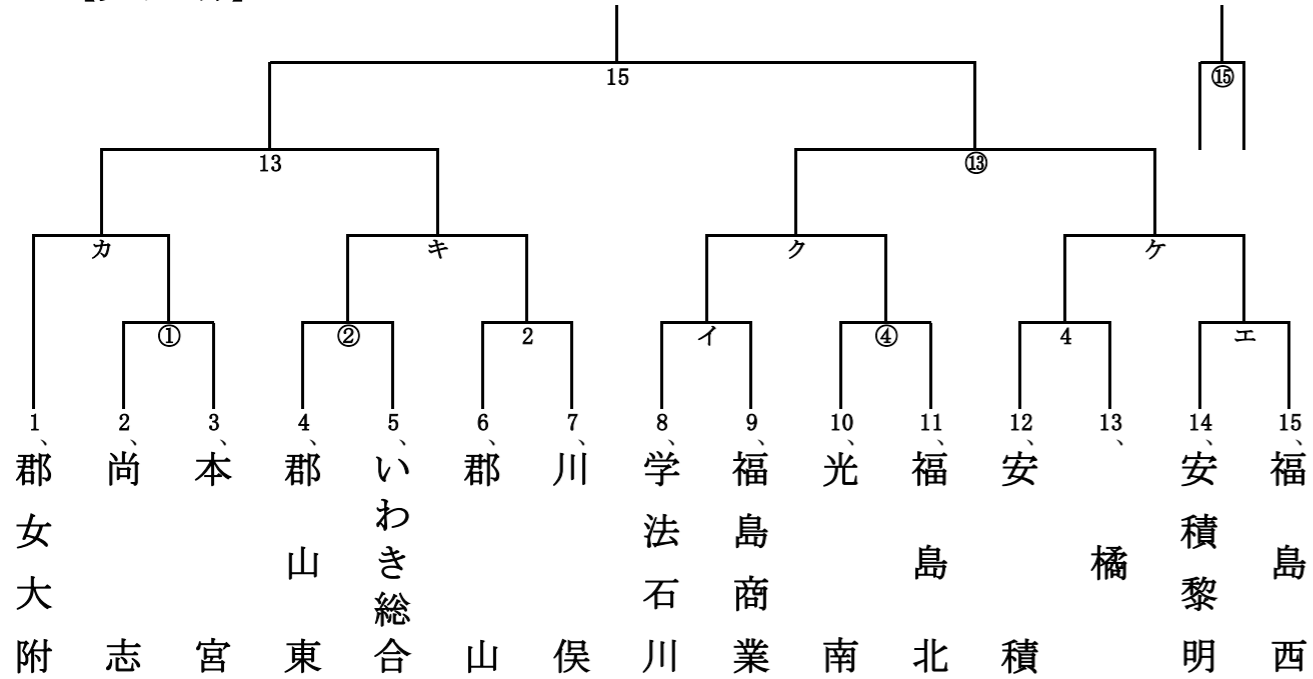 15
⑮
13
⑬
カ
キ
ク
ケ
①
②
2
イ
④
4
エ
1、郡女大附
2、尚志
3、本宮
4、郡山東
5、いわき総合
6、郡山
7、川俣
8、学法石川
9、福島商業
10、光南
11、福島北
12、安積
13、橘
14、安積黎明
15、福島西